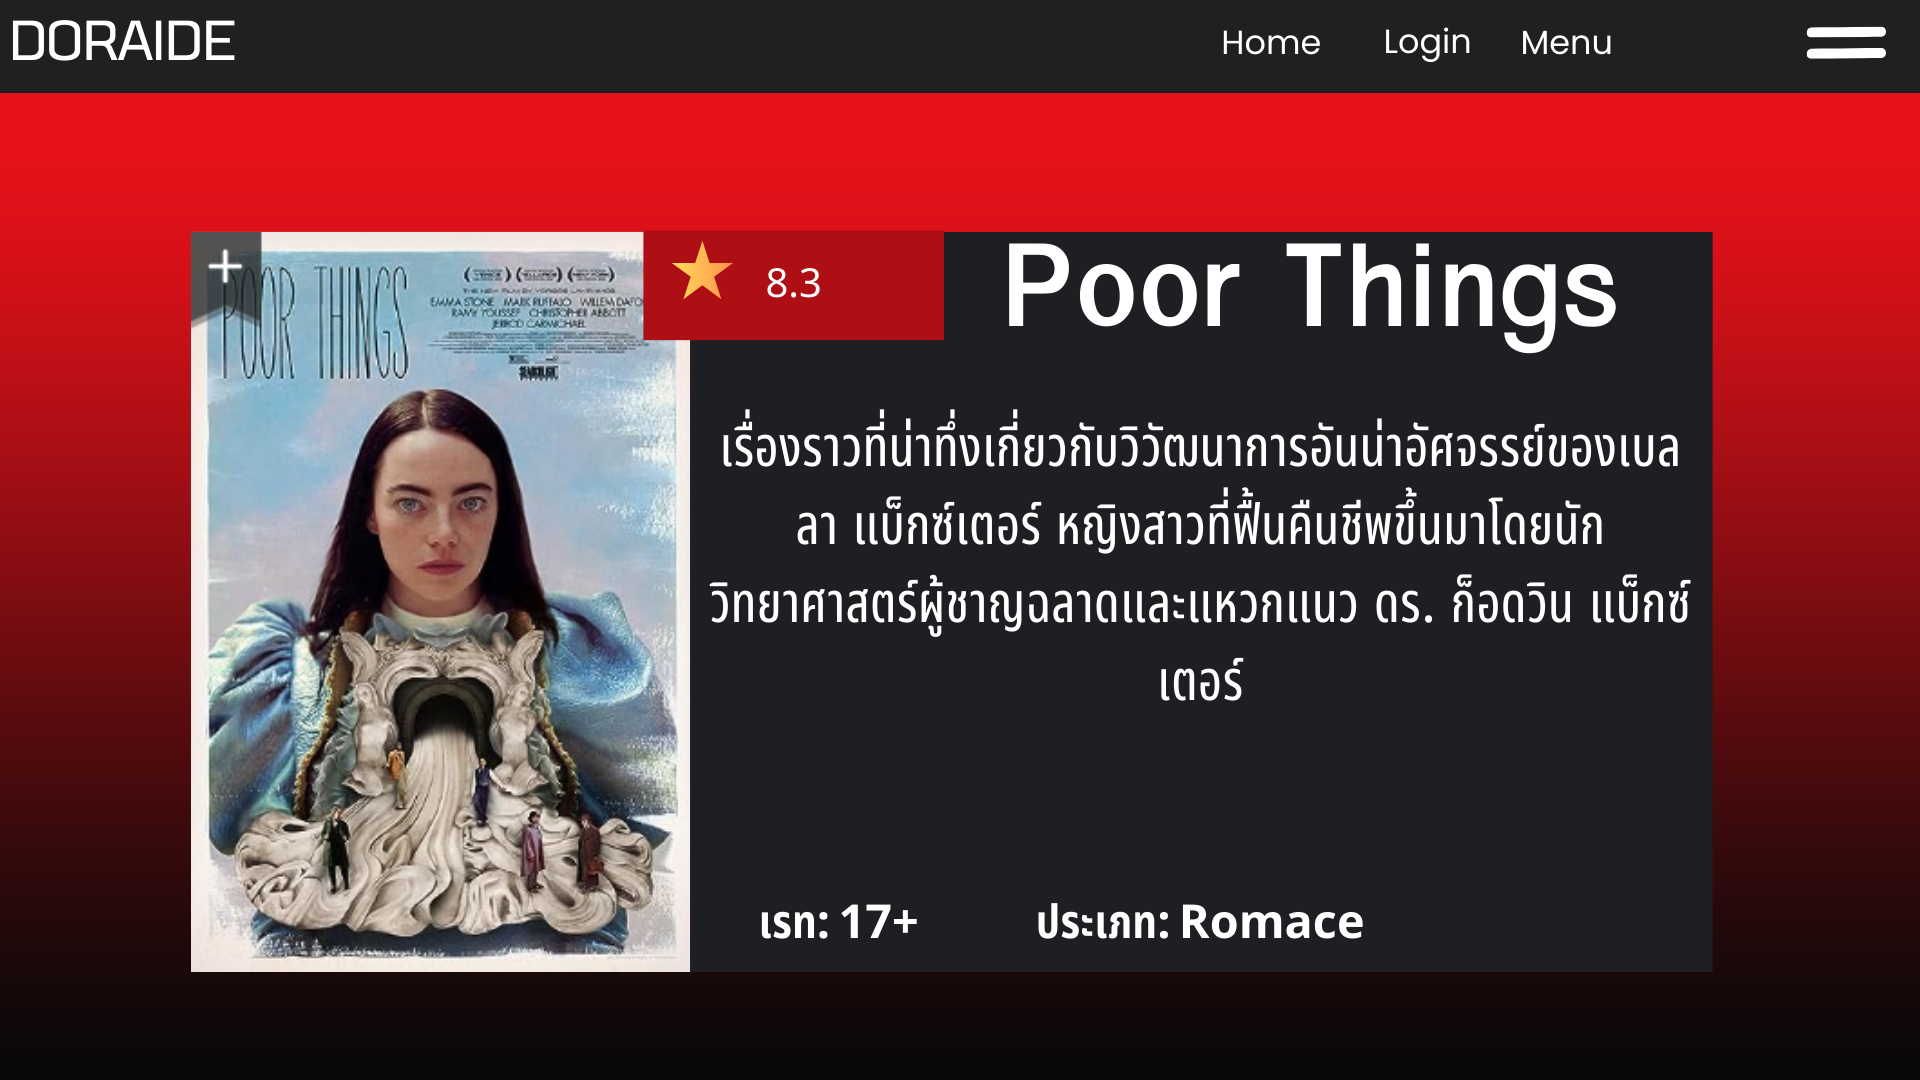 DORAIDE
Home Login Menu
8.3
Poor Things
POOR THINGS
EMMA STONE MARK RUFFALO WILLEM DAFO
RAMY YOUSSEF CHRISTOPHER ABBOTT
JERROD CARMICHAEL
เรื่องราวที่น่าทึ่งเกี่ยวกับวิวัฒนาการอันน่าอัศจรรย์ของเบล
ลา แบ็กซ์เตอร์ หญิงสาวที่ฟื้นคืนชีพขึ้นมาโดยนัก
วิทยาศาสตร์ผู้ชาญฉลาดและแหวกแนว ดร. ก็อดวิน แบ็กซ์
เตอร์
เรท: 17+
ประเภท: Romace